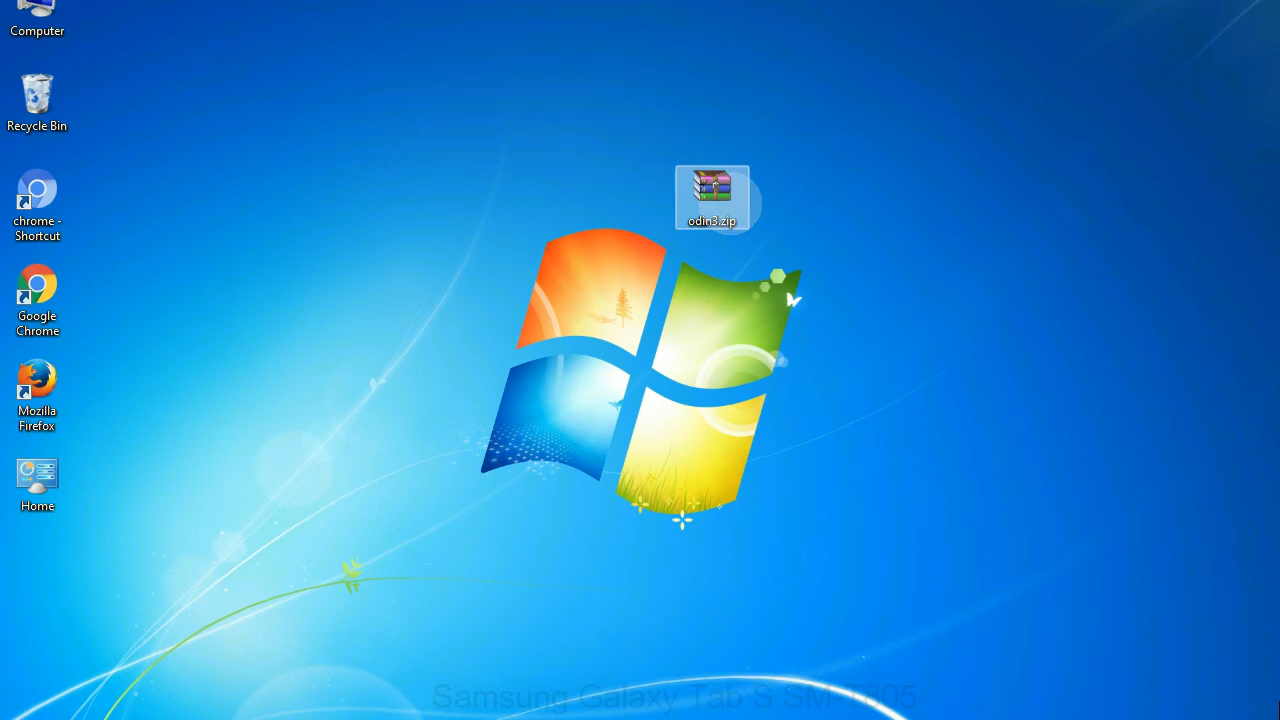 Computer
Recycle Bin
chrome -
Shortcut
Google
Chrome
Mozilla
Firefox
Home
odin3.zip
Samsung Galaxy Tab S SM-T805